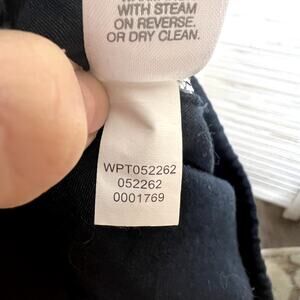 WITH STEAM
ON REVERSE.
OR DRY CLEAN.
WPT052262
052262
0001769